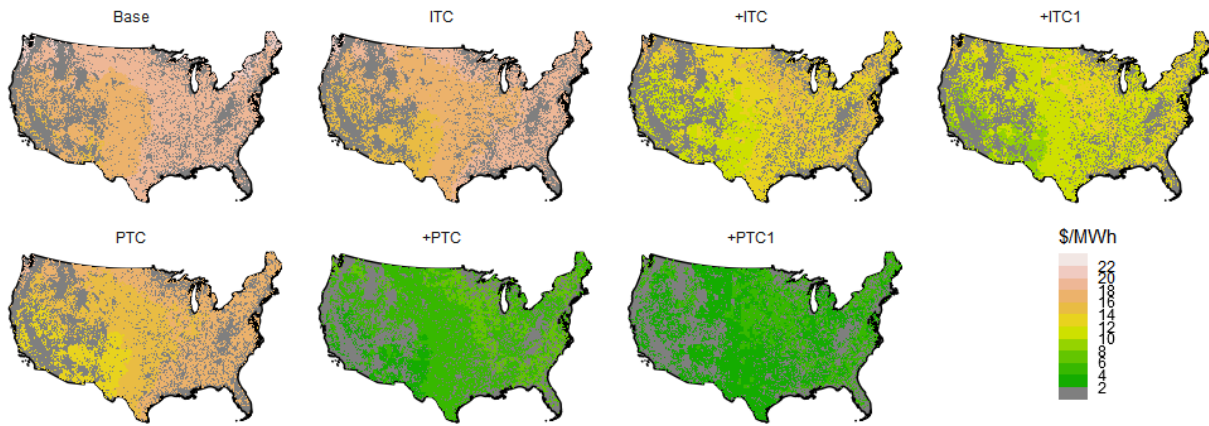 Base
ITC
+ITC
+ITC1
PTC
+PTC
+PTC1
$/MWh
22
20
18
16
14
12
10
8
6
4
2